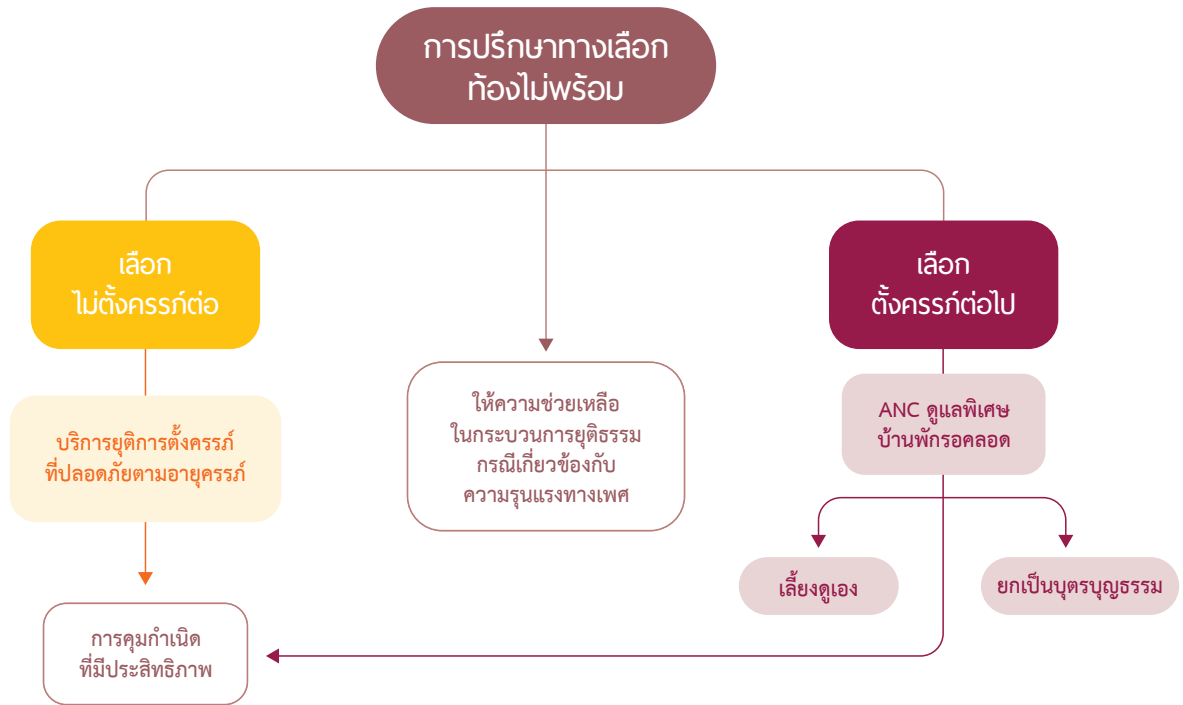 การปรึกษาทางเลือก
ท้องไม่พร้อม
เลือก
ไม่ตั้งครรภ์ต่อ
เลือก
ตั้งครรภ์ต่อไป
บริการยุติการตั้งครรภ์
ที่ปลอดภัยตามอายุครรภ์
ให้ความช่วยเหลือ
ในกระบวนการยุติธรรม
กรณีเกี่ยวข้องกับ
ความรุนแรงทางเพศ
ANC ดูแลพิเศษ
บ้านพักรอคลอด
เลี้ยงดูเอง
ยกเป็นบุตรบุญธรรม
การคุมกำเนิด
ที่มีประสิทธิภาพ